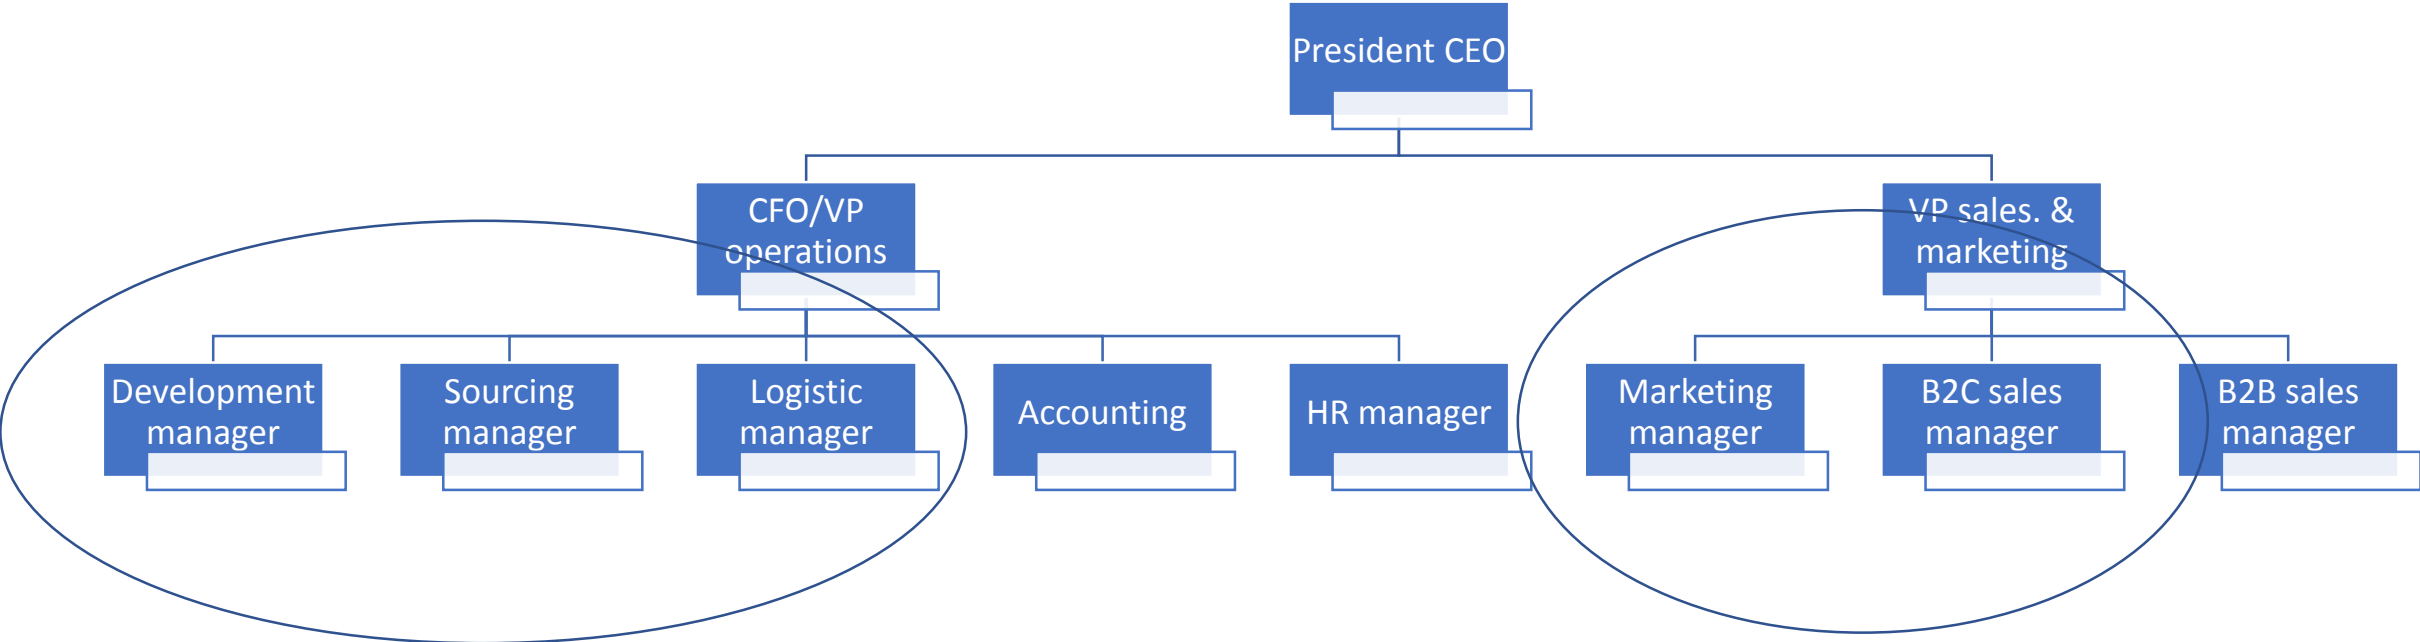 President CEO
CFO/VP
operations
VP sales. &
marketing
Development
manager
Sourcing
manager
Logistic
manager
Accounting
HR manager
Marketing
manager
B2C sales
manager
B2B sales
manager